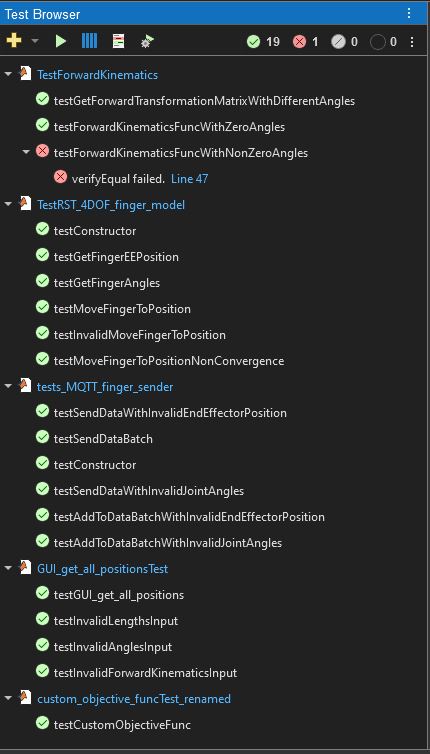 Test Browser
19 1 0 0
TestForwardKinematics
testGetForwardTransformationMatrixWithDifferentAngles
testForwardKinematicsFuncWithZeroAngles
testForwardKinematicsFuncWithNonZeroAngles
verifyEqual failed. Line 47
TestRST_4DOF_finger_model
testConstructor
testGetFingerEEPosition
testGetFingerAngles
testMoveFingerToPosition
testInvalidMoveFingerToPosition
testMoveFingerToPositionNonConvergence
tests_MQTT_finger_sender
testSendDataWithInvalidEndEffectorPosition
testSendDataBatch
testConstructor
testSendDataWithInvalidJointAngles
testAddToDataBatchWithInvalidEndEffectorPosition
testAddToDataBatchWithInvalidJointAngles
GUI_get_all_positionsTest
testGUI_get_all_positions
testInvalidLengthsInput
testInvalidAnglesInput
testInvalidForwardKinematicsInput
custom_objective_funcTest_renamed
testCustomObjectiveFunc